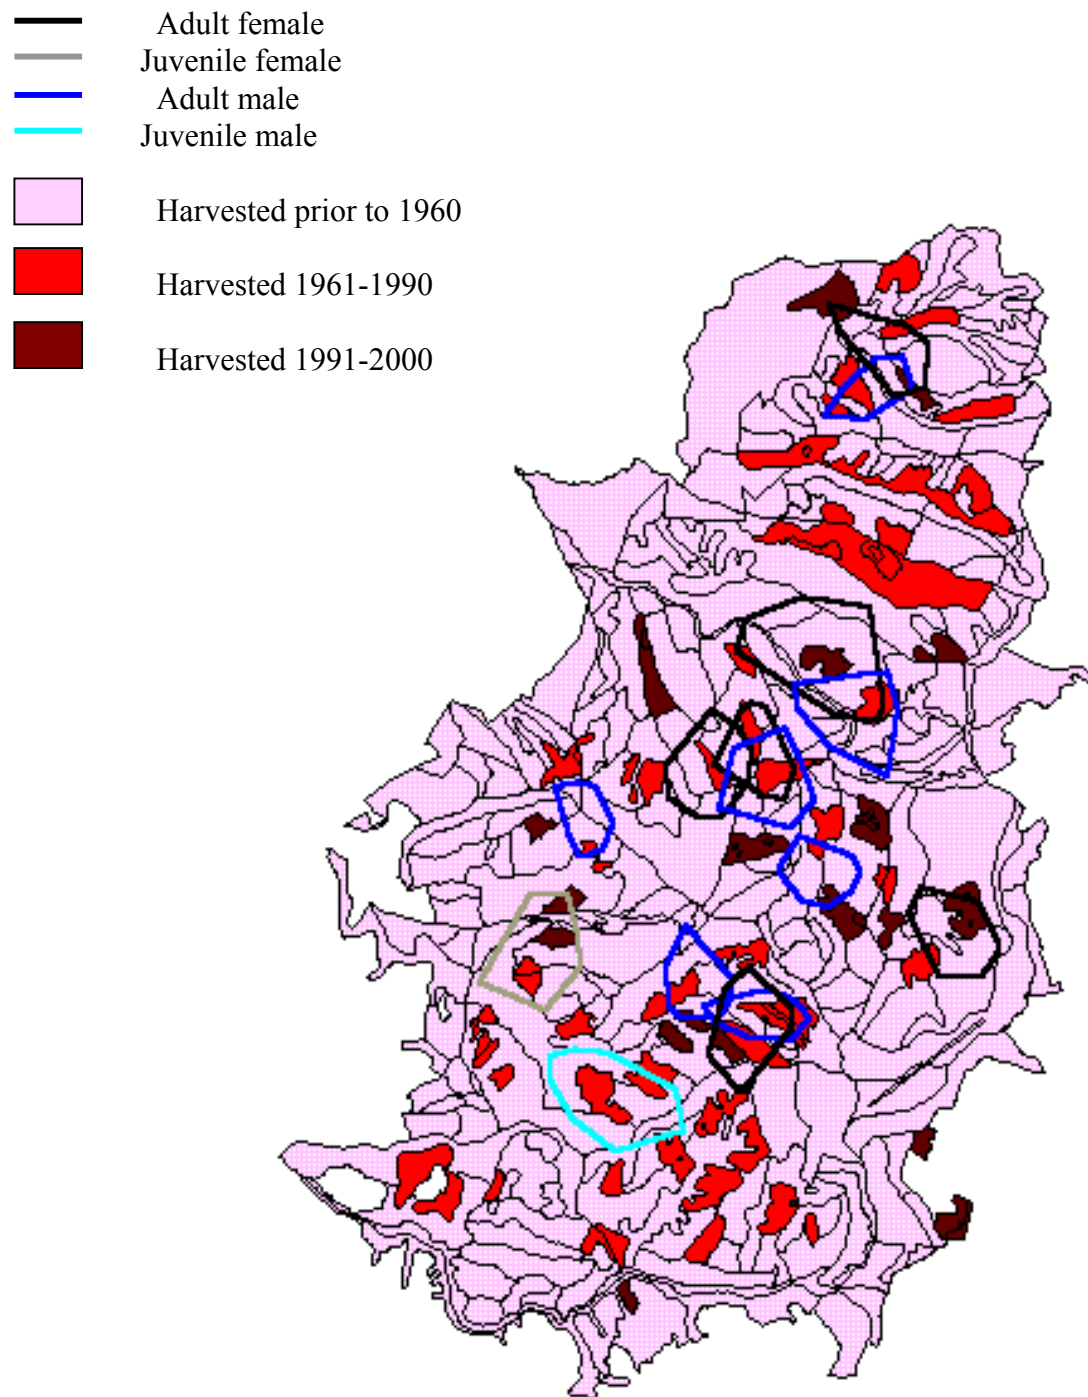 Adult female
Juvenile female
Adult male
Juvenile male
Harvested prior to 1960
Harvested 1961-1990
Harvested 1991-2000